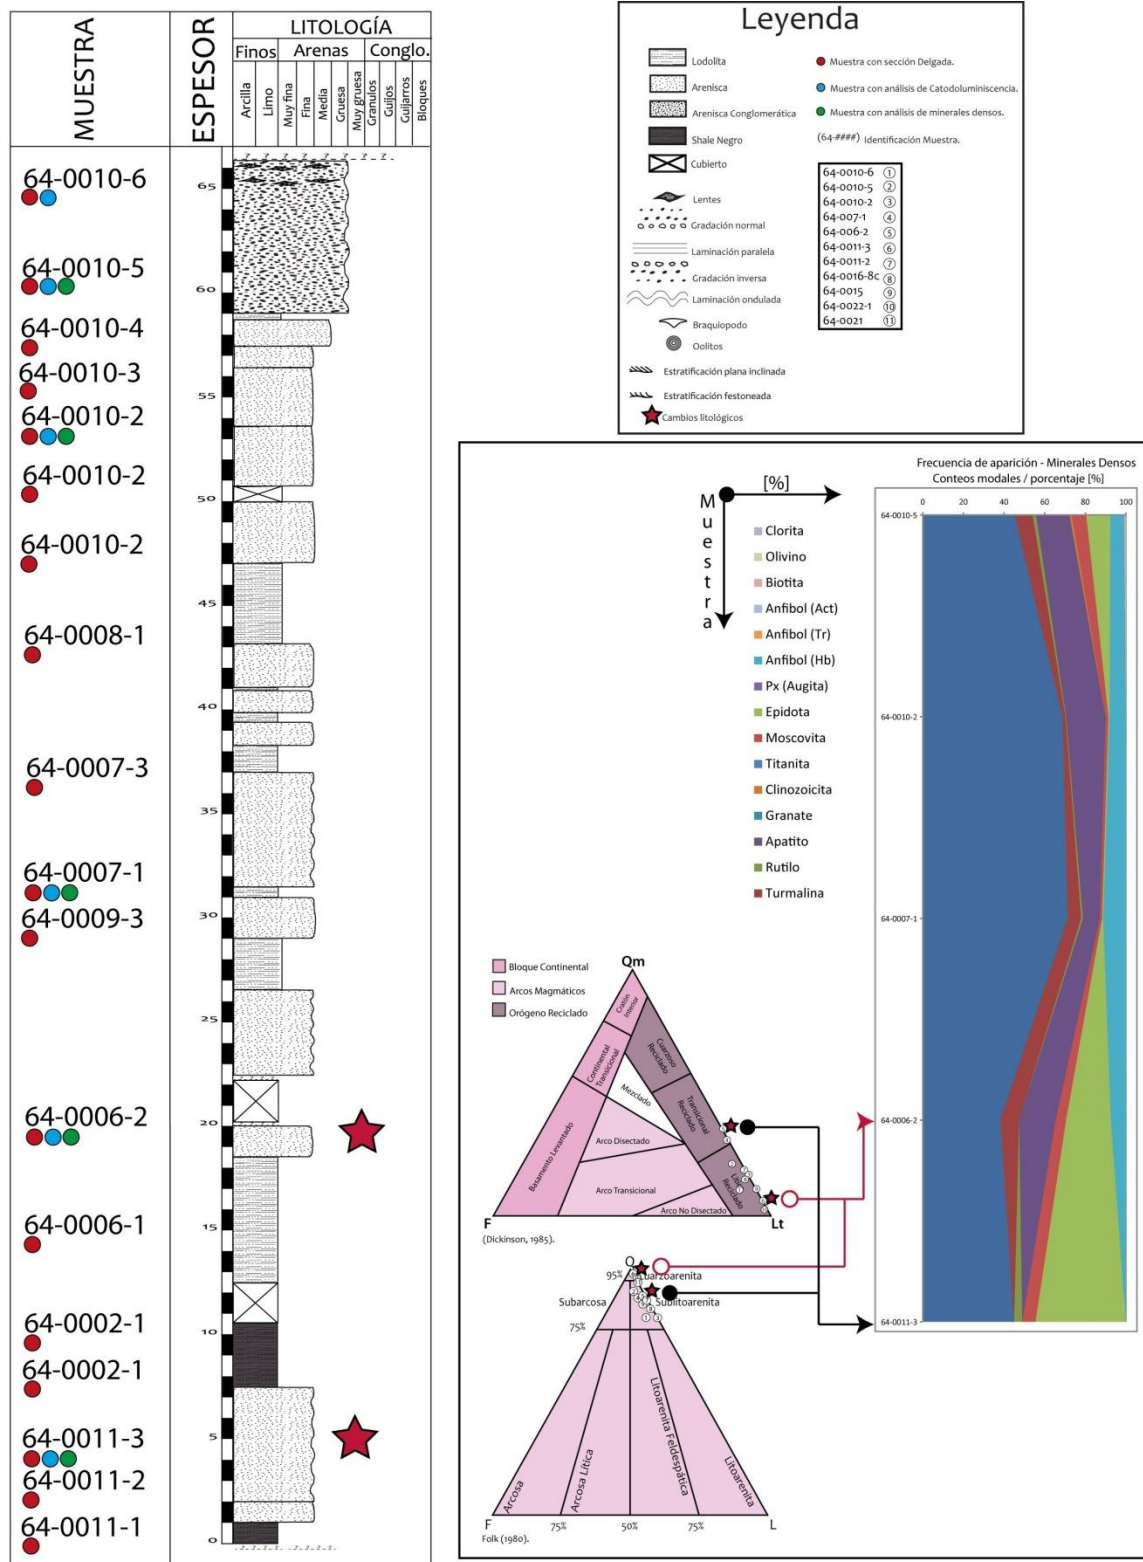 MUESTRA
ESPESOR
LITOLOGÍA
Finos
Arenas
Conglo.
Arcilla
Limo
Muy fina
Fina
Media
Gruesa
Muy gruesa
Granulos
Guijos
Guijarros
Bloques
64-0010-6
64-0010-5
64-0010-4
64-0010-3
64-0010-2
64-0010-2
64-0010-2
64-0008-1
64-0007-3
64-0007-1
64-0009-3
64-0006-2
64-0006-1
64-0002-1
64-0002-1
64-0011-3
64-0011-2
64-0011-1
65
60
55
50
45
40
35
30
25
20
15
10
5
0
Leyenda
Lodolita
Arenisca
Arenisca Conglomerática
Shale Negro
Cubierto
Lentes
Gradación normal
Laminación paralela
Gradación inversa
Laminación ondulada
Braquiopodo
Oolitos
Estratificación plana inclinada
Estratificación festoneada
Cambios litológicos
Muestra con sección Delgada.
Muestra con análisis de Catodoluminiscencia.
Muestra con análisis de minerales densos.
(64-####) Identificación Muestra.
64-0010-6 1
64-0010-5 2
64-0010-2 3
64-007-1 4
64-006-2 5
64-0011-3 6
64-0011-2 7
64-0016-8c 8
64-0015 9
64-0022-1 10
64-0021 11
[%]
Muestra
Clorita
Olivino
Biotita
Anfibol (Act)
Anfibol (Tr)
Anfibol (Hb)
Px (Augita)
Epidota
Moscovita
Titanita
Clinozoicita
Granate
Apatito
Rutilo
Turmalina
Frecuencia de aparición - Minerales Densos
Conteos modales / porcentaje [%]
0 20 40 60 80 100
64-0010-5
64-0010-2
64-0007-1
64-0006-2
64-0011-3
Bloque Continental
Arcos Magmáticos
Orógeno Reciclado
Qm
Cratón Interior
Continental Transicional
Cuarzoso Reciclado
Mezclado
Transicional Reciclado
Basamento Levantado
Arco Disectado
Arco Transicional
Arco No Disectado
F
Lt
(Dickinson, 1985).
Q
95%
Cuarzoarenita
Subarcosa
Sublitoarenita
75%
Arcosa
Arcosa Lítica
Litoarenita Feldespática
Litoarenita
F
75%
50%
75%
L
Folk (1980).